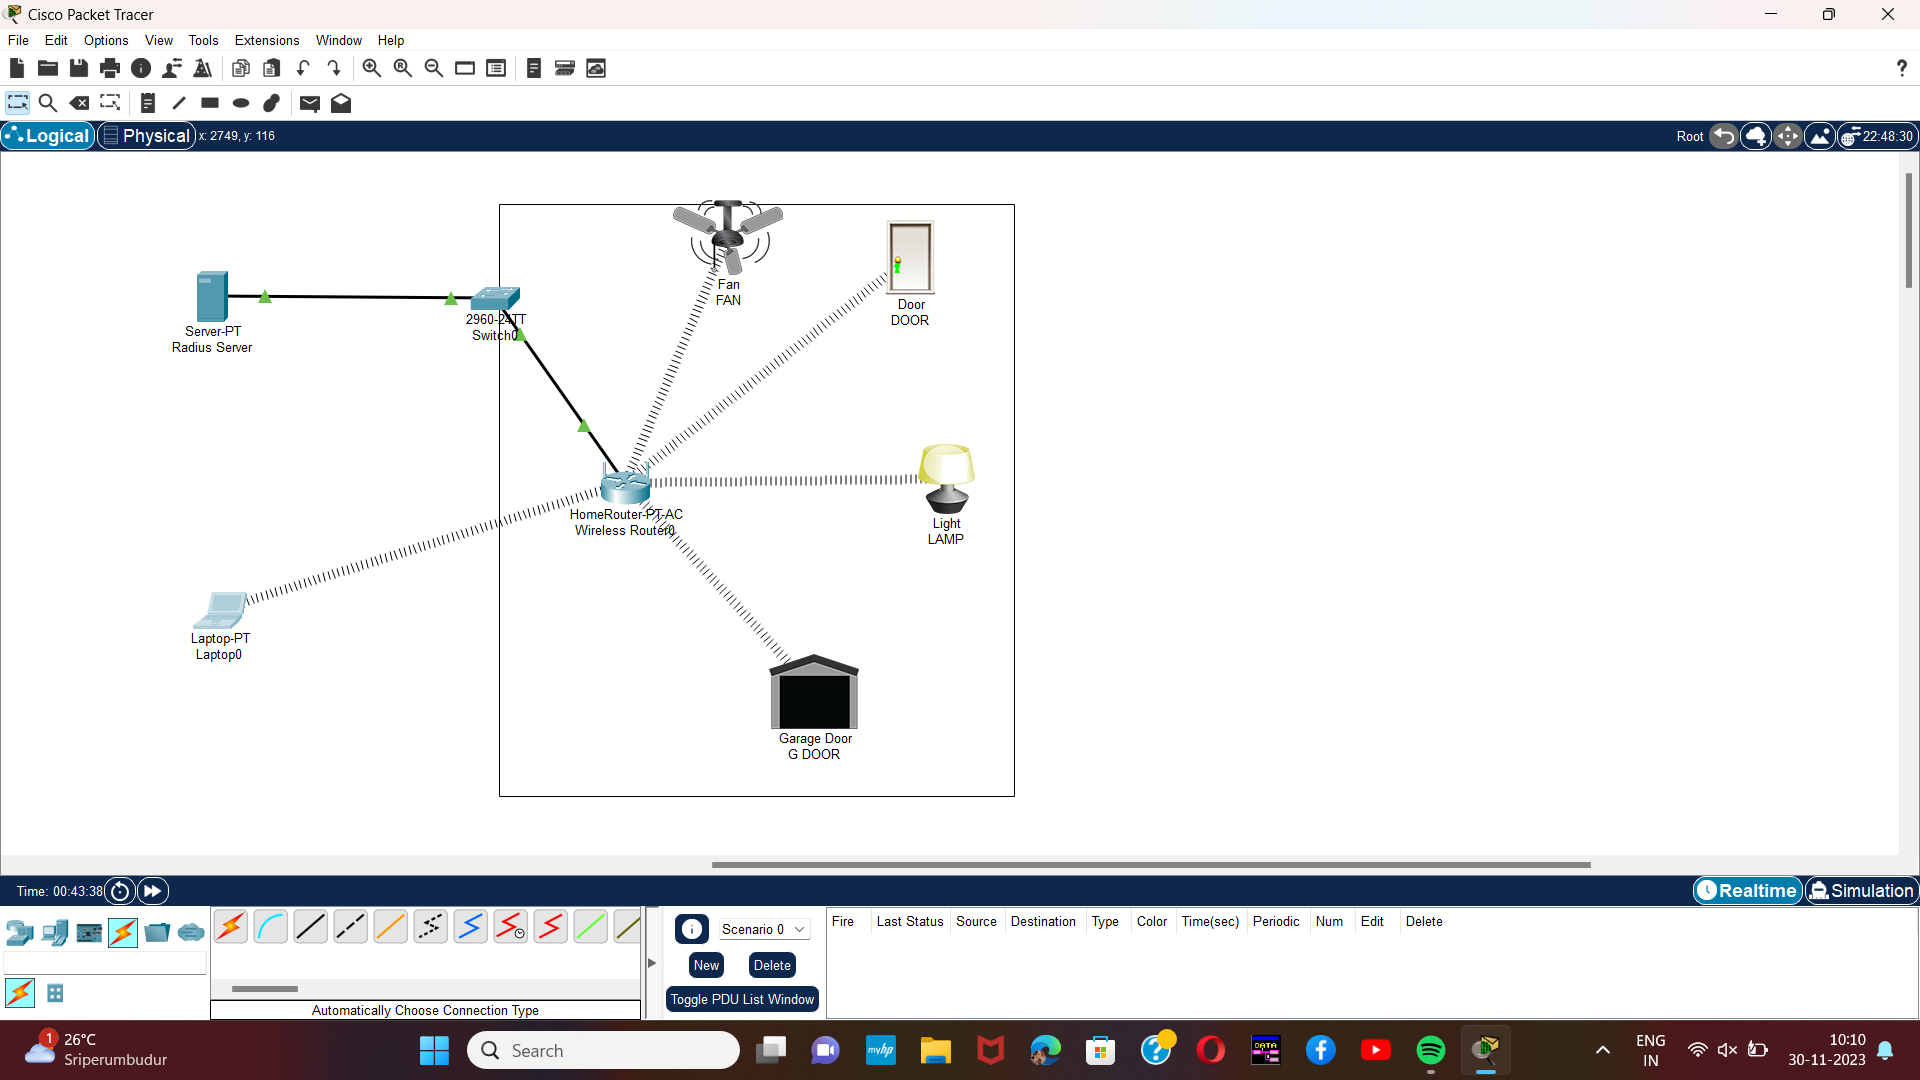 Cisco Packet Tracer
File Edit Options View Tools Extensions Window Help
?
Logical Physical x: 2749, y: 116 Root 22:48:30
Fan
FAN
Door
DOOR
Server-PT
Radius Server
2960-24TT
Switch0
HomeRouter-PT-AC
Wireless Router0
Light
LAMP
Laptop-PT
Laptop0
Garage Door
G DOOR
Time: 00:43:38 Realtime Simulation
Scenario 0
New Delete
Toggle PDU List Window
Fire Last Status Source Destination Type Color Time(sec) Periodic Num Edit Delete
Automatically Choose Connection Type
1
26°C
Sriperumbudur
Search
myhp
DATA
ENG
IN
10:10
30-11-2023